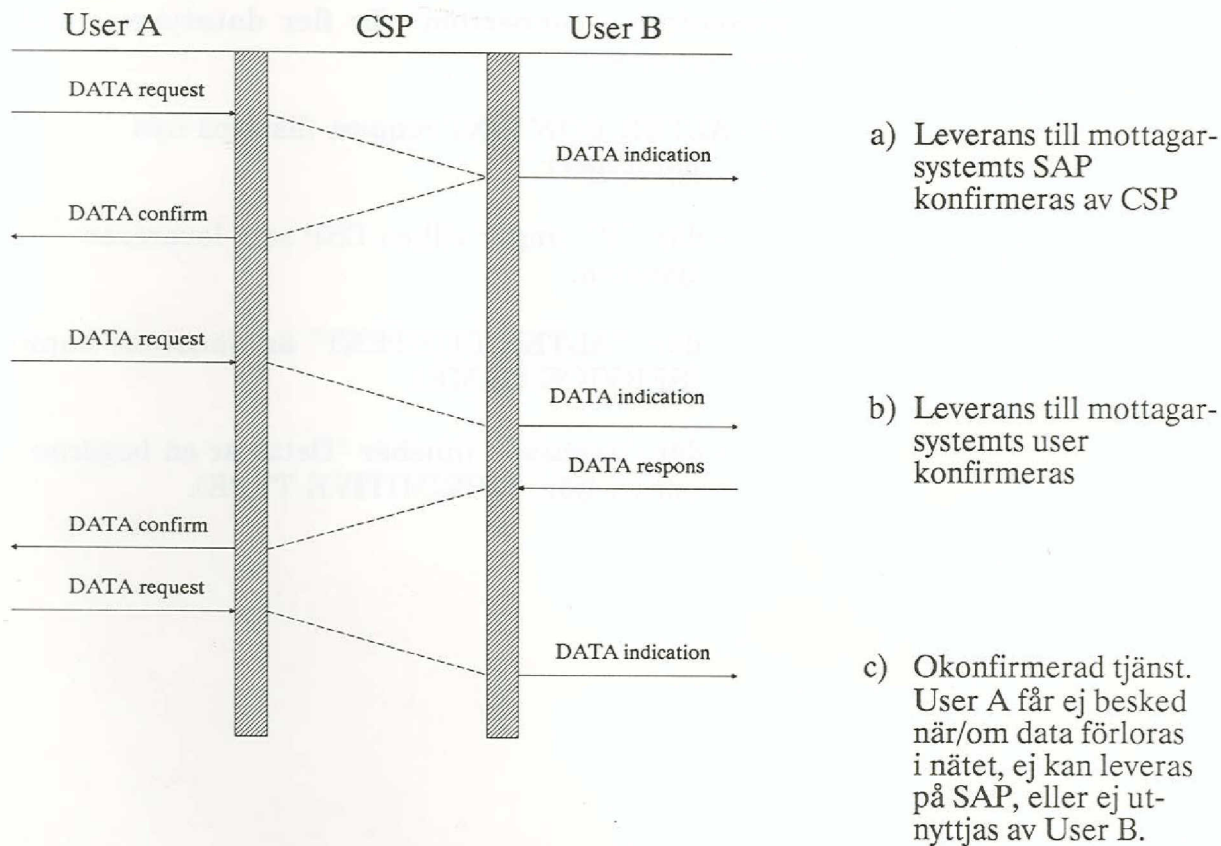 User A CSP User B
DATA request
DATA indication
DATA confirm
a) Leverans till mottagar-
systemts SAP
konfirmeras av CSP
DATA request
DATA indication
DATA respons
DATA confirm
b) Leverans till mottagar-
systemts user
konfirmeras
DATA request
DATA indication
c) Okonfirmerad tjänst.
User A får ej besked
när/om data förloras
i nätet, ej kan leveras
på SAP, eller ej ut-
nyttjas av User B.